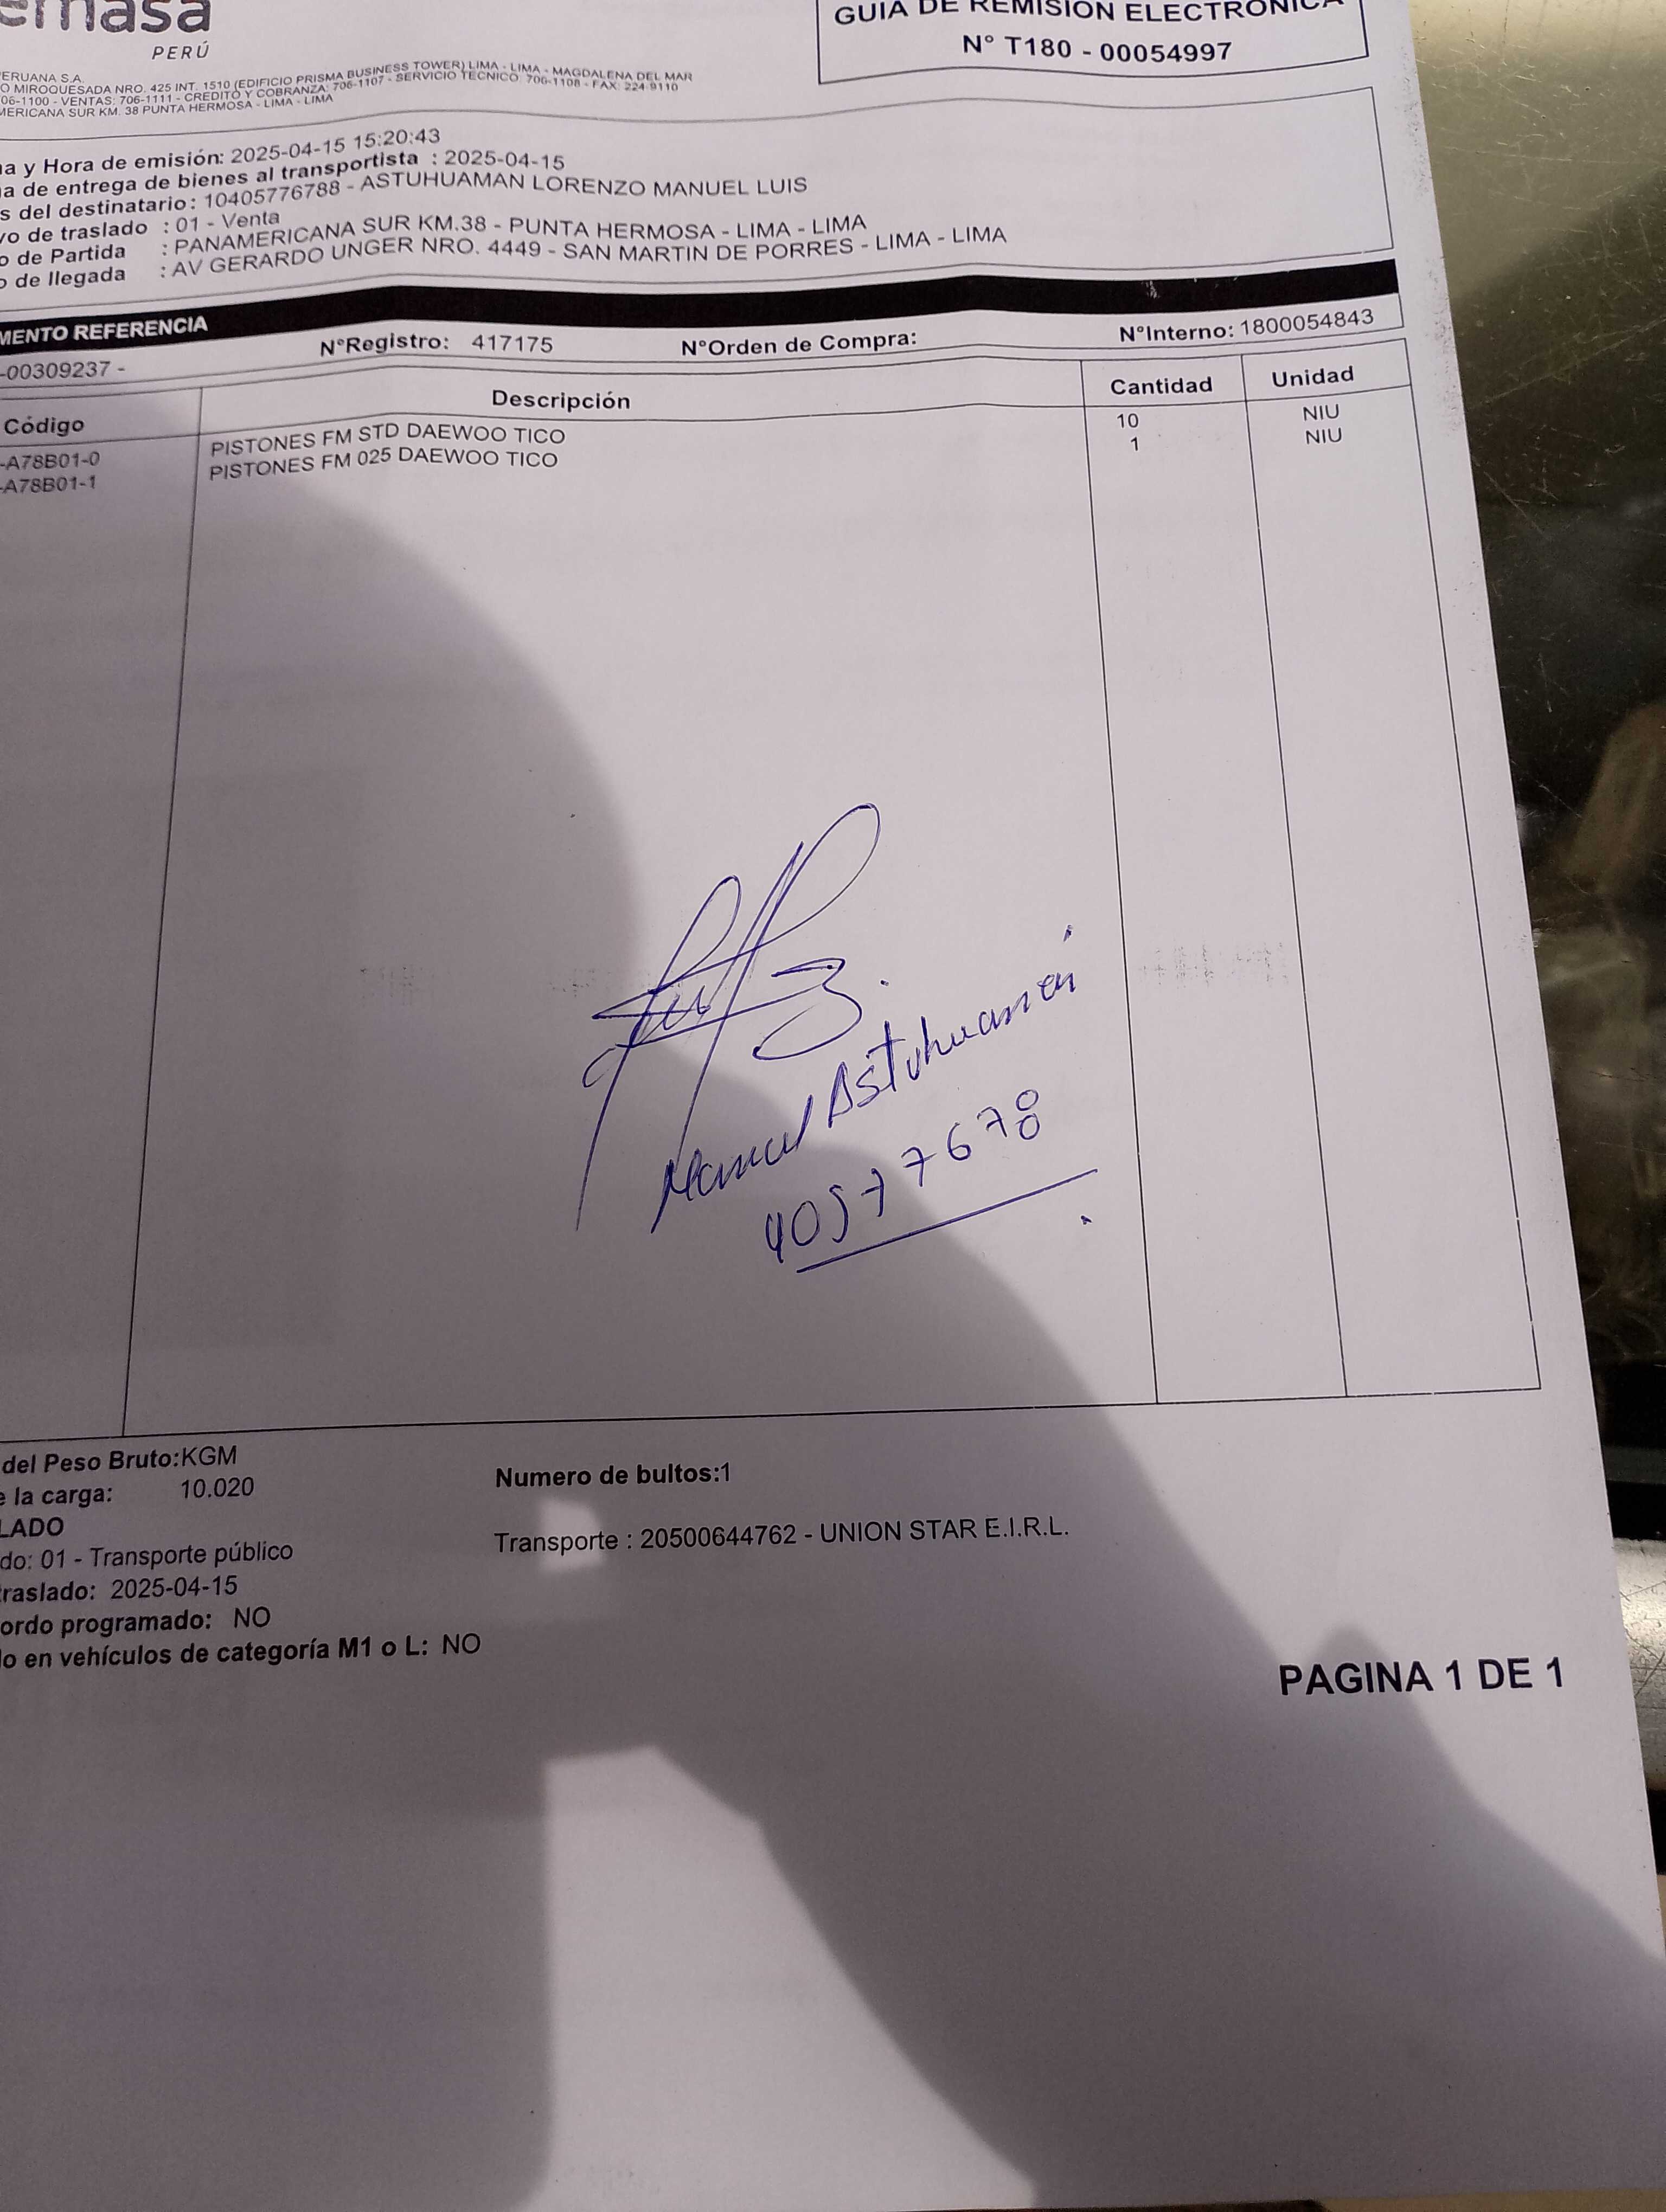 emasa
PERÚ
GUIA DE REMISION ELECTRONICA
N° T180 - 00054997
ERUANA S.A.
O MIROQUESADA NRO. 425 INT. 1510 (EDIFICIO PRISMA BUSINESS TOWER) LIMA - LIMA - MAGDALENA DEL MAR
06-1100 - VENTAS: 706-1111 - CREDITO Y COBRANZA: 706-1107 - SERVICIO TECNICO: 706-1108 - FAX: 224-9110
MERICANA SUR KM. 38 PUNTA HERMOSA - LIMA - LIMA
a y Hora de emisión: 2025-04-15 15:20:43
a de entrega de bienes al transportista : 2025-04-15
s del destinatario : 10405776788 - ASTUHUAMAN LORENZO MANUEL LUIS
vo de traslado : 01 - Venta
o de Partida : PANAMERICANA SUR KM.38 - PUNTA HERMOSA - LIMA - LIMA
o de llegada : AV GERARDO UNGER NRO. 4449 - SAN MARTIN DE PORRES - LIMA - LIMA
MENTO REFERENCIA
-00309237 - N°Registro: 417175 N°Orden de Compra: N°Interno: 1800054843
Código Descripción Cantidad Unidad
-A78B01-0 PISTONES FM STD DAEWOO TICO 10 NIU
-A78B01-1 PISTONES FM 025 DAEWOO TICO 1 NIU
Manuel Astuhuamán
40577678
del Peso Bruto:KGM
e la carga: 10.020 Numero de bultos:1
LADO
do: 01 - Transporte público Transporte : 20500644762 - UNION STAR E.I.R.L.
raslado: 2025-04-15
ordo programado: NO
o en vehículos de categoría M1 o L: NO
PAGINA 1 DE 1